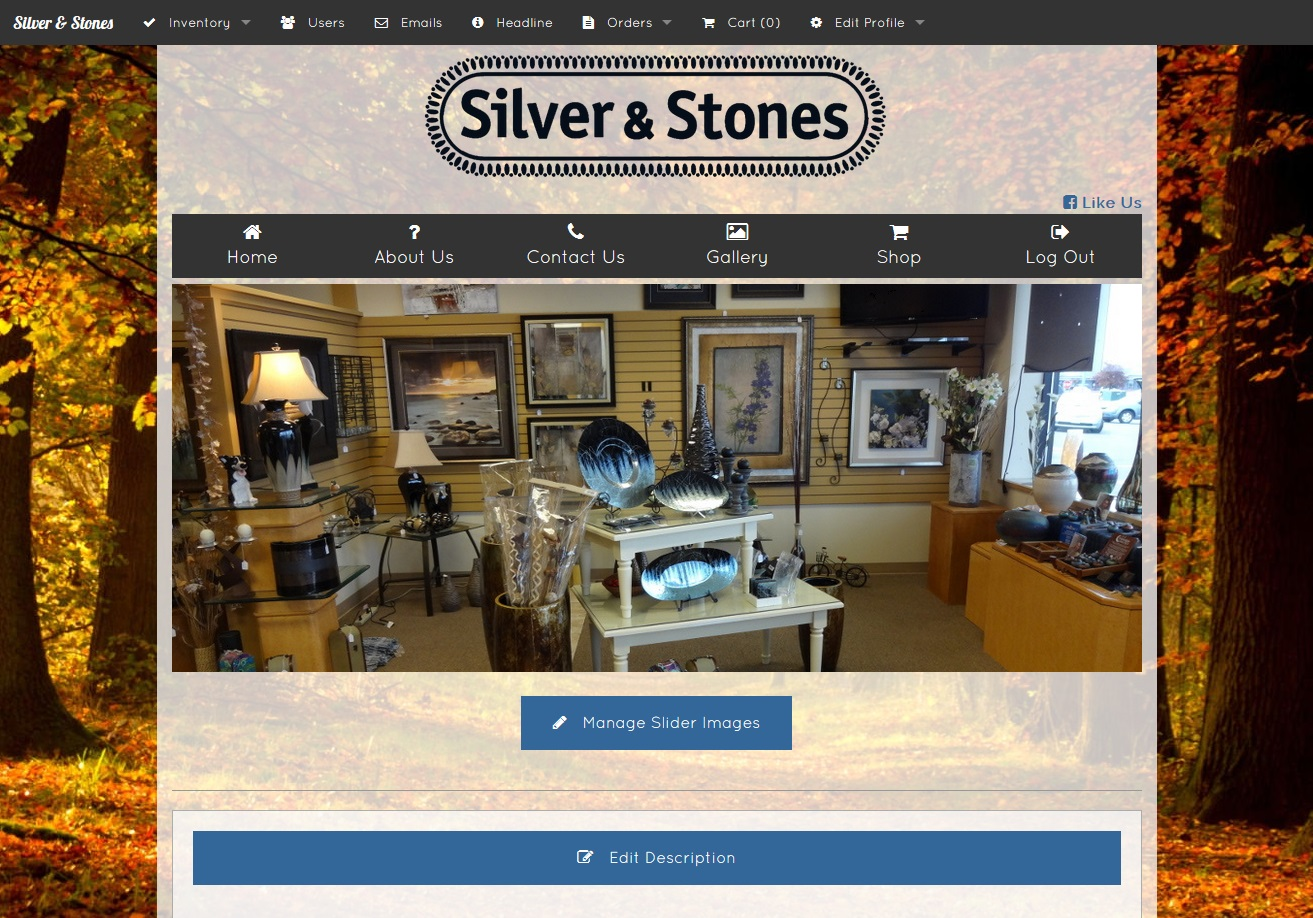 Silver & Stones Inventory Users Emails Headline Orders Cart (0) Edit Profile
Silver & Stones
Like Us
Home About Us Contact Us Gallery Shop Log Out
Manage Slider Images
Edit Description